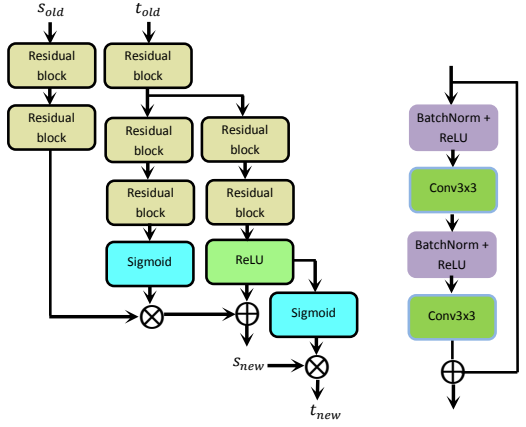 s_old
t_old
Residual
block
Residual
block
Residual
block
Residual
block
Residual
block
Residual
block
Residual
block
Sigmoid
ReLU
Sigmoid
s_new
t_new
BatchNorm +
ReLU
Conv3x3
BatchNorm +
ReLU
Conv3x3